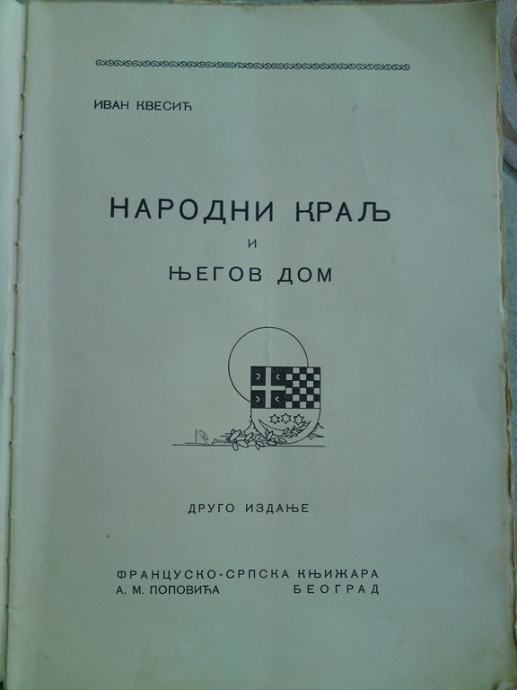 ИВАН КВЕСИЋ
НАРОДНИ КРАЉ
И
ЊЕГОВ ДОМ
ДРУГО ИЗДАЊЕ
ФРАНЦУСКО-СРПСКА КЊИЖАРА
А. М. ПОПОВИЋА БЕОГРАД